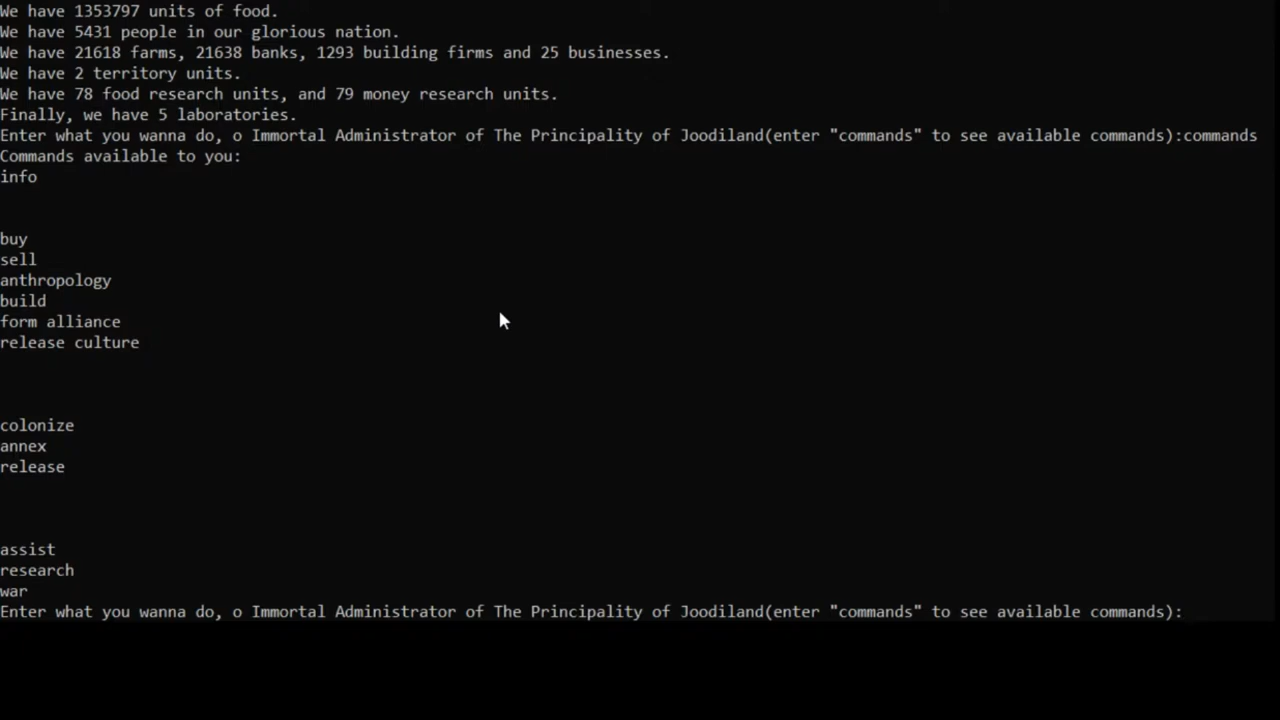 We have 1353797 units of food.
We have 5431 people in our glorious nation.
We have 21618 farms, 21638 banks, 1293 building firms and 25 businesses.
We have 2 territory units.
We have 78 food research units, and 79 money research units.
Finally, we have 5 laboratories.
Enter what you wanna do, o Immortal Administrator of The Principality of Joodiland(enter "commands" to see available commands):commands
Commands available to you:
info
buy
sell
anthropology
build
form alliance
release culture
colonize
annex
release
assist
research
war
Enter what you wanna do, o Immortal Administrator of The Principality of Joodiland(enter "commands" to see available commands):